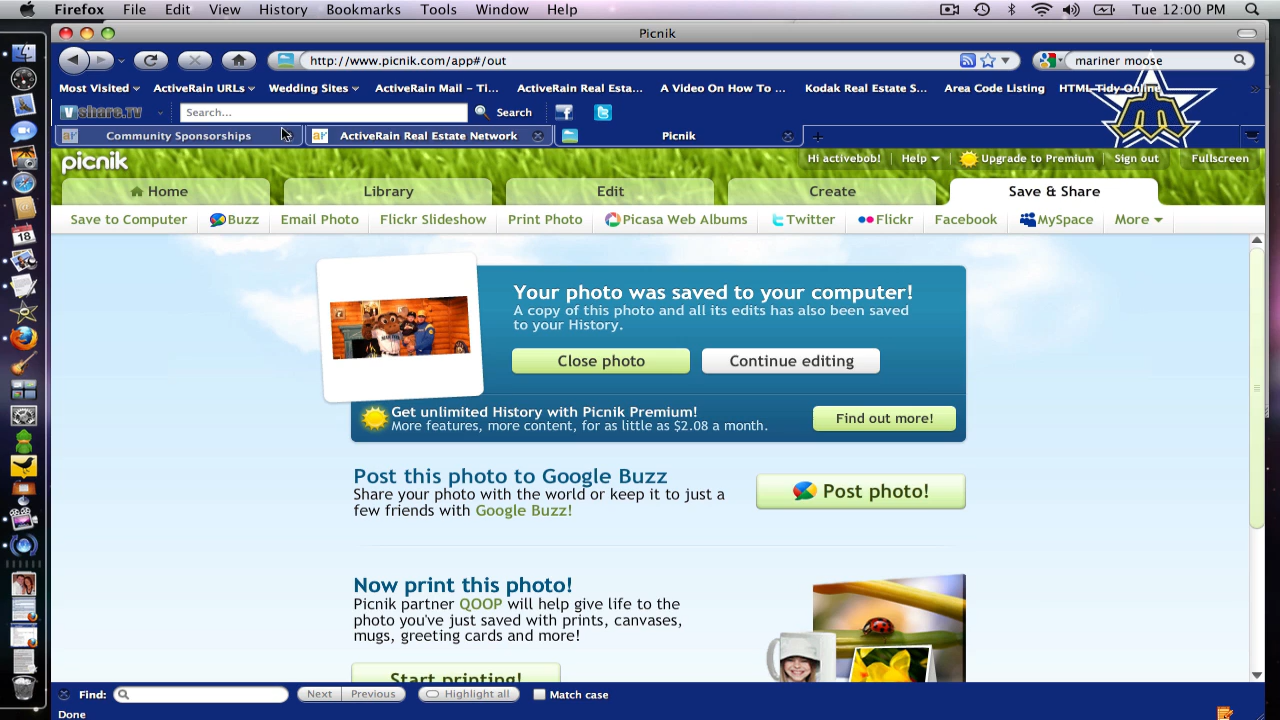 Firefox File Edit View History Bookmarks Tools Window Help Tue 12:00 PM
Picnik
http://www.picnik.com/app#/out mariner moose
Most Visited ActiveRain URLs Wedding Sites ActiveRain Mail – Ti... ActiveRain Real Esta... A Video On How To ... Kodak Real Estate S... Area Code Listing HTML Tidy Online
Vshare.tv Search... Search
Community Sponsorships ActiveRain Real Estate Network Picnik
picnik Hi activebob! Help Upgrade to Premium Sign out Fullscreen
Home Library Edit Create Save & Share
Save to Computer Buzz Email Photo Flickr Slideshow Print Photo Picasa Web Albums Twitter Flickr Facebook MySpace More
Your photo was saved to your computer!
A copy of this photo and all its edits has also been saved
to your History.
Close photo Continue editing
Get unlimited History with Picnik Premium!
More features, more content, for as little as $2.08 a month.
Find out more!
Post this photo to Google Buzz
Share your photo with the world or keep it to just a
few friends with Google Buzz!
Post photo!
Now print this photo!
Picnik partner QOOP will help give life to the
photo you've just saved with prints, canvases,
mugs, greeting cards and more!
Start printing!
Find: Next Previous Highlight all Match case
Done
18